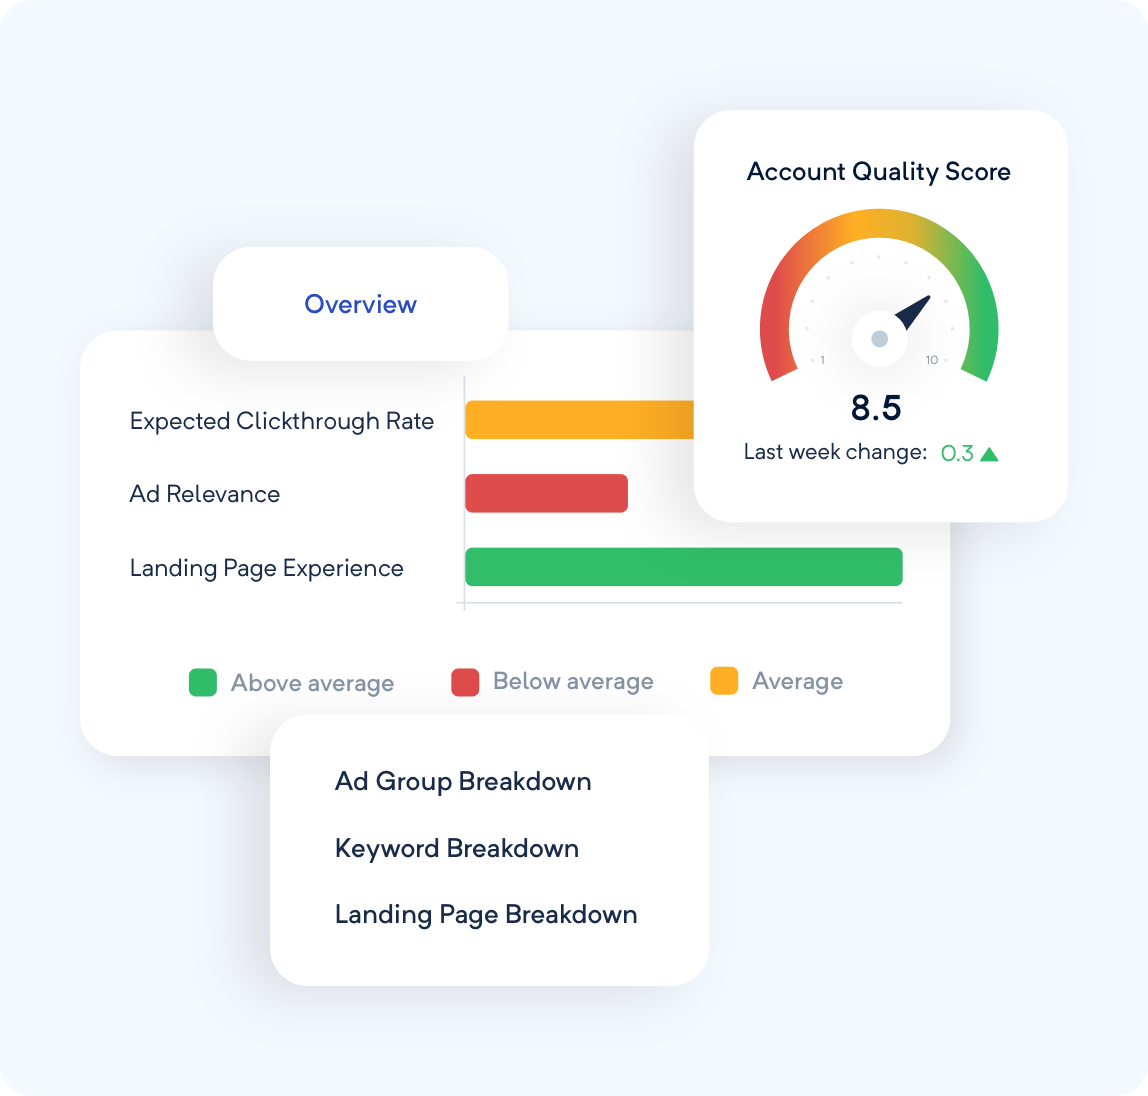 Account Quality Score
1
10
8.5
Last week change: 0.3
Overview
Expected Clickthrough Rate
Ad Relevance
Landing Page Experience
Above average
Below average
Average
Ad Group Breakdown
Keyword Breakdown
Landing Page Breakdown